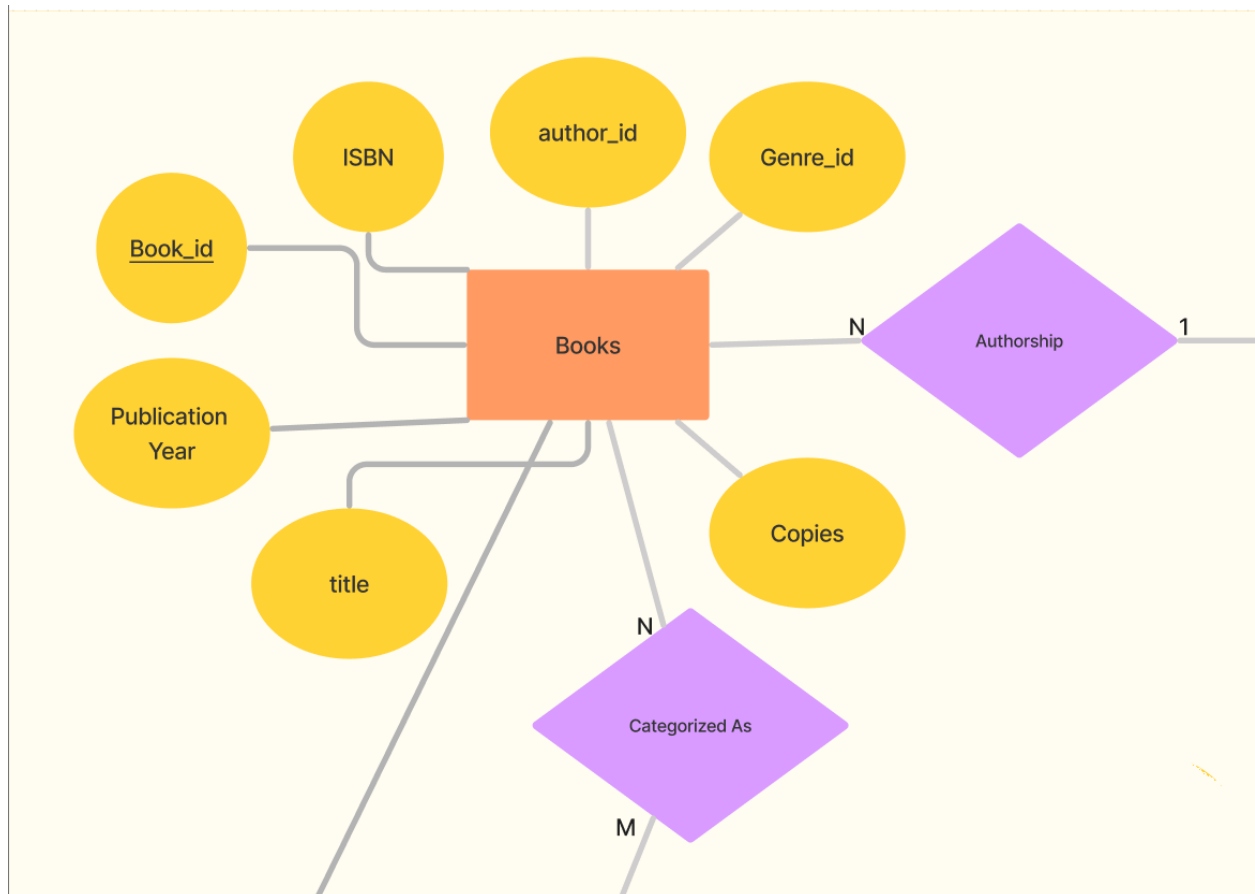 author_id
ISBN
Genre_id
Book_id
N
1
Authorship
Books
Publication
Year
Copies
title
N
Categorized As
M